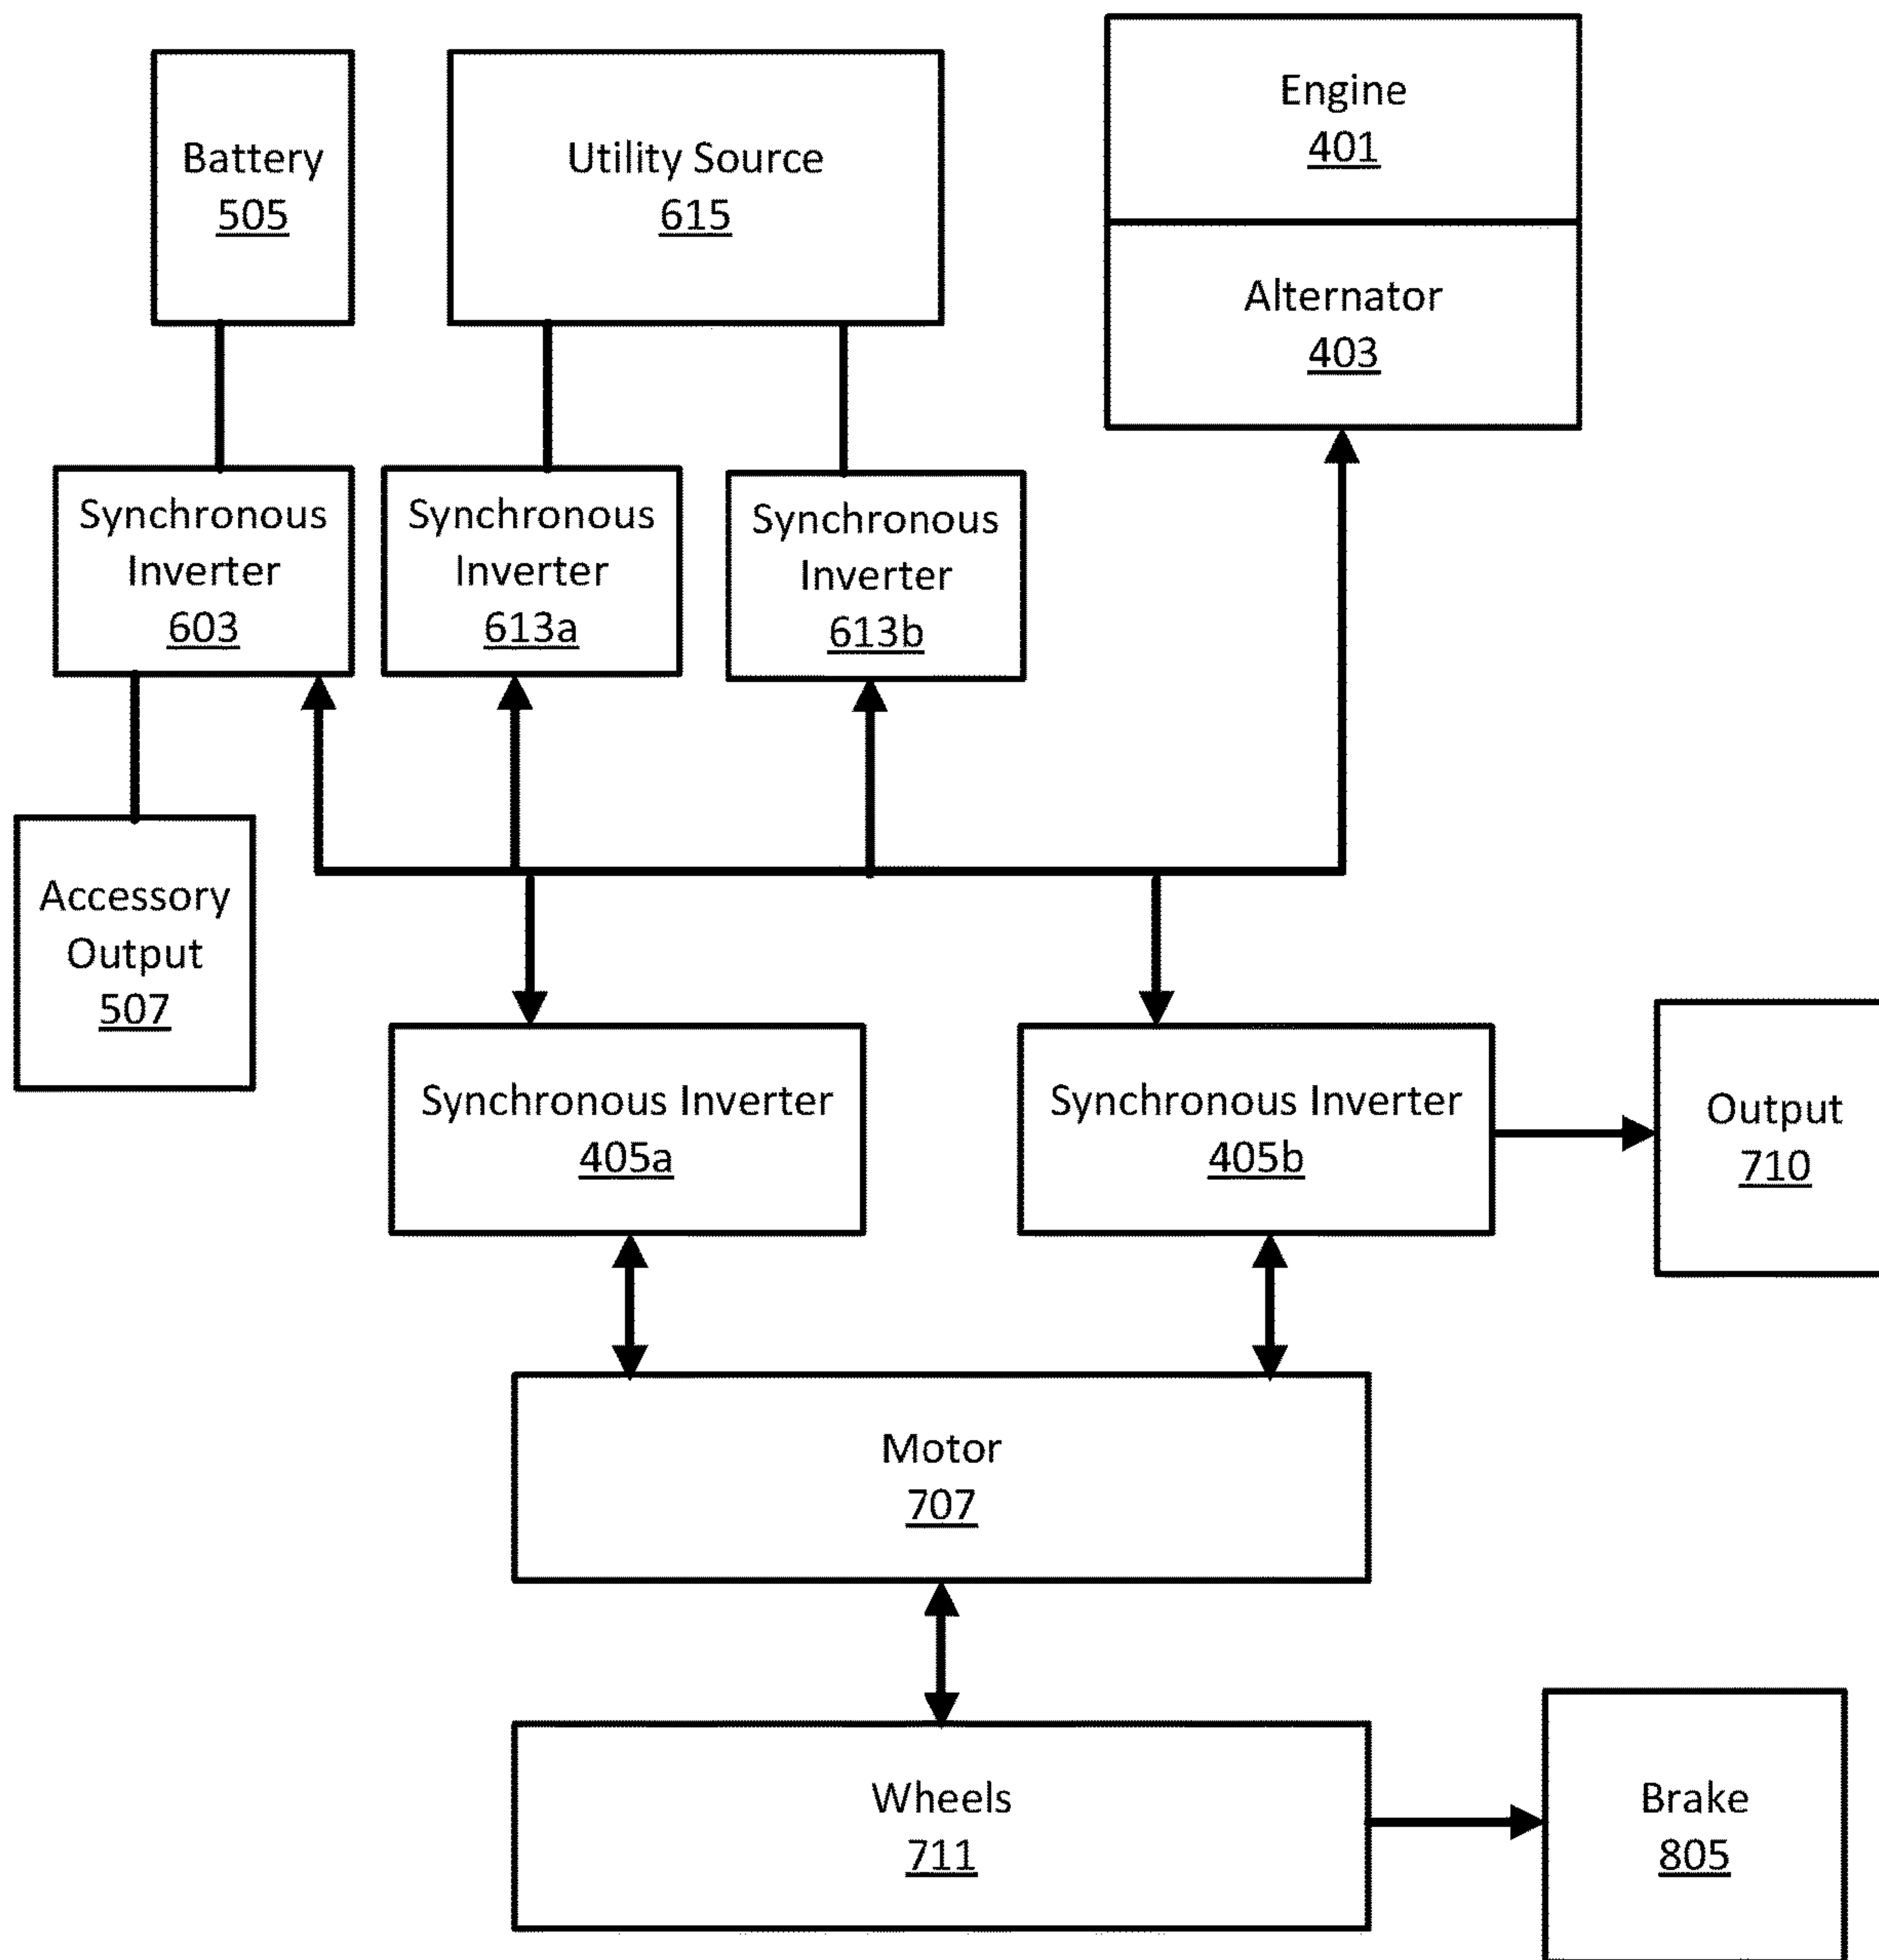 Engine
401
Battery
505
Utility Source
615
Alternator
403
Synchronous
Inverter
603
Synchronous
Inverter
613a
Synchronous
Inverter
613b
Accessory
Output
507
Synchronous Inverter
405a
Synchronous Inverter
405b
Output
710
Motor
707
Wheels
711
Brake
805